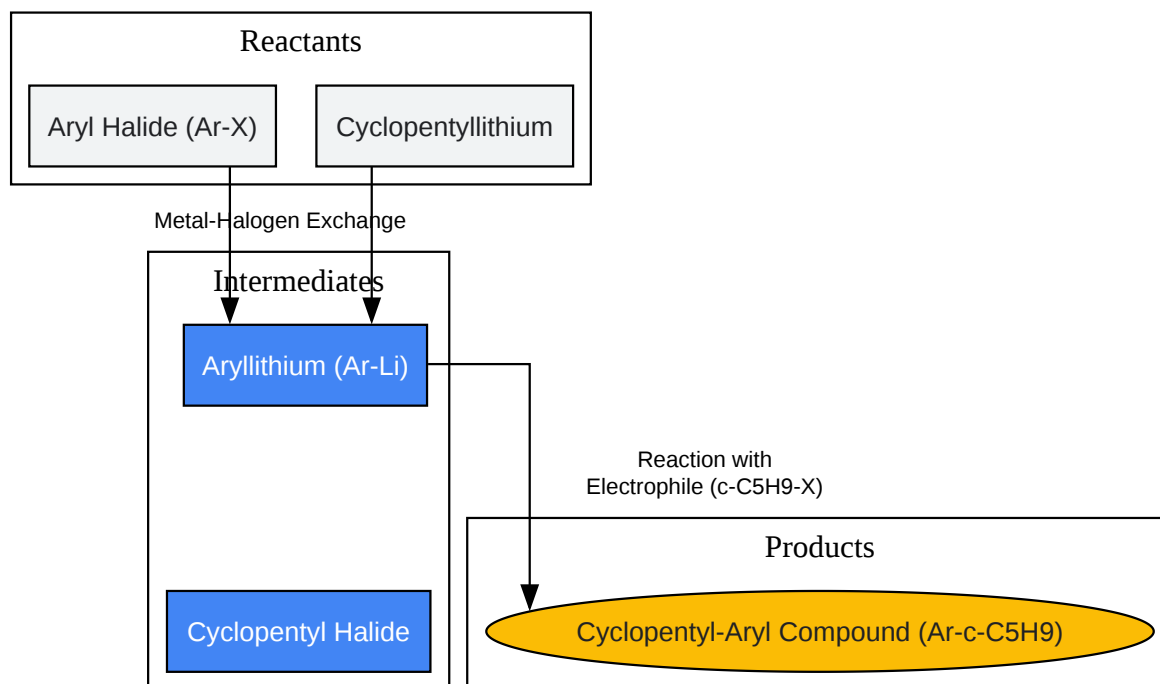 Reactants
Aryl Halide (Ar-X)
Cyclopentyllithium
Metal-Halogen Exchange
Intermediates
Aryllithium (Ar-Li)
Reaction with
Electrophile (c-C5H9-X)
Products
Cyclopentyl Halide
Cyclopentyl-Aryl Compound (Ar-c-C5H9)